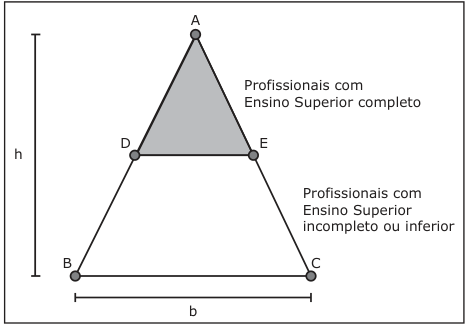 A
Profissionais com
Ensino Superior completo
D
E
h
Profissionais com
Ensino Superior
incompleto ou inferior
B
C
b